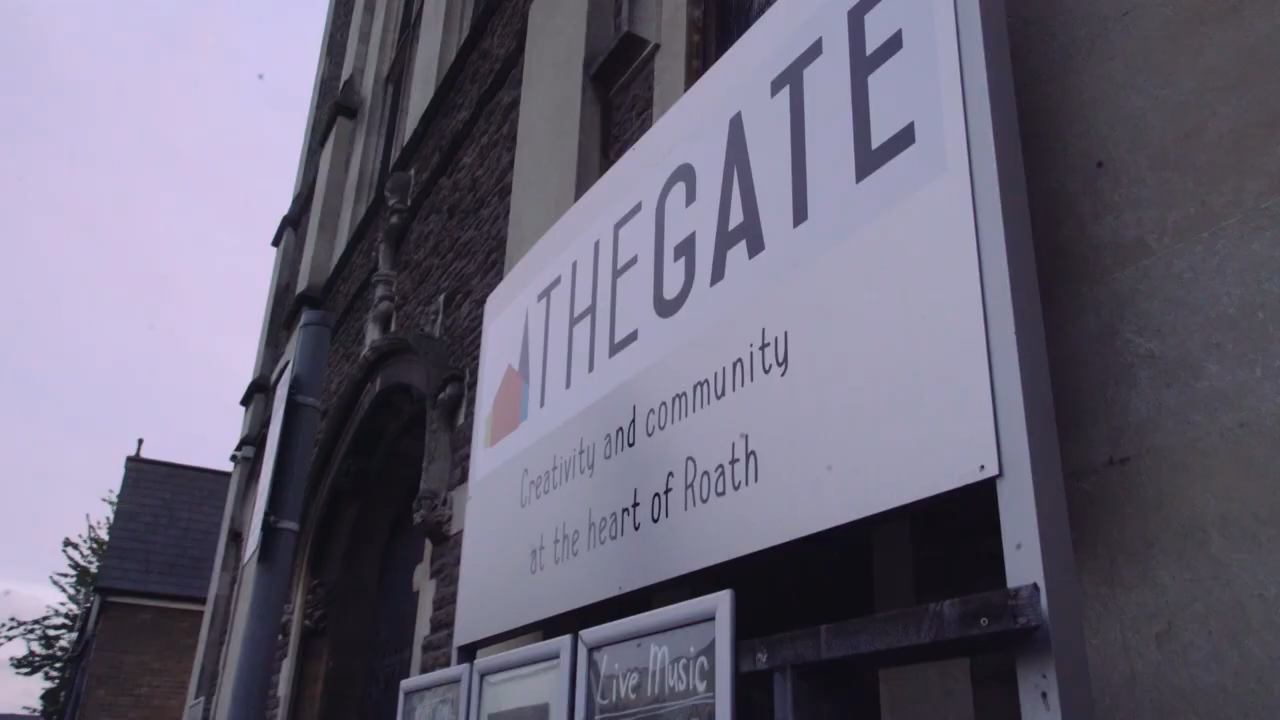 THEGATE
Creativity and community
at the heart of Roath
Live Music